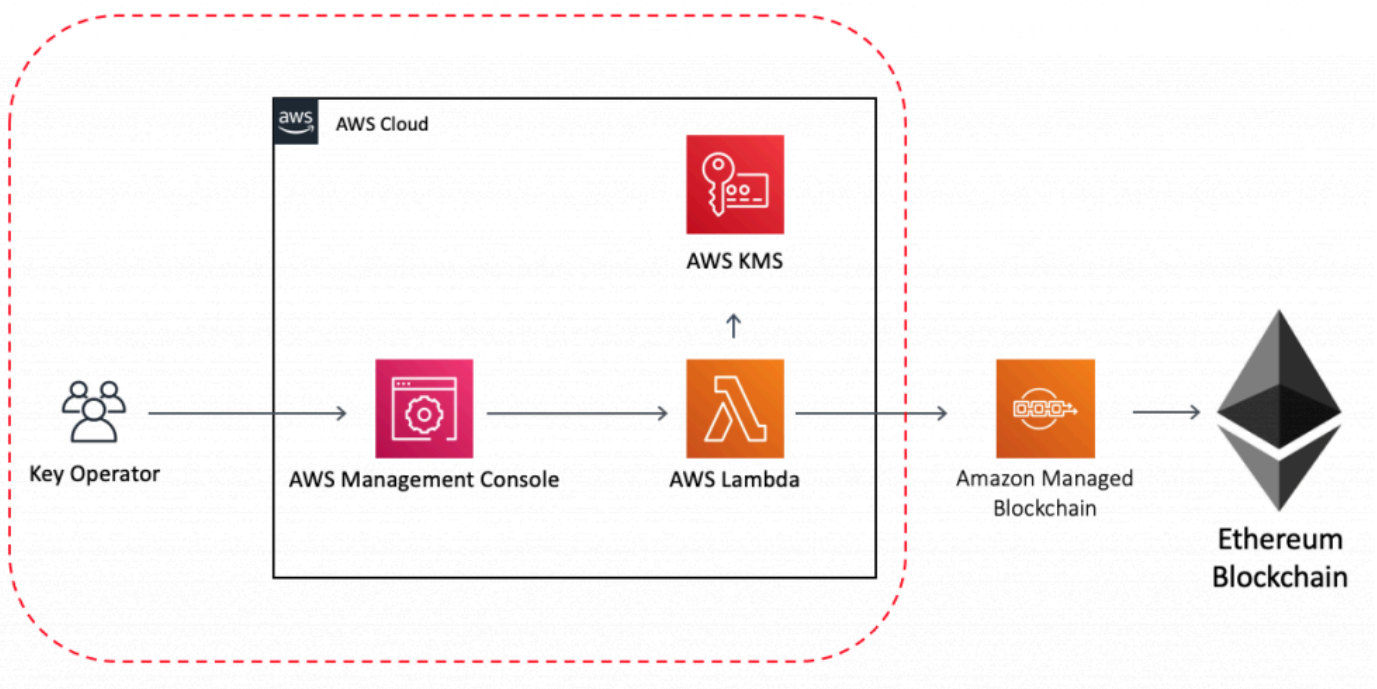 aws
AWS Cloud
AWS KMS
Key Operator
AWS Management Console
AWS Lambda
Amazon Managed
Blockchain
Ethereum
Blockchain